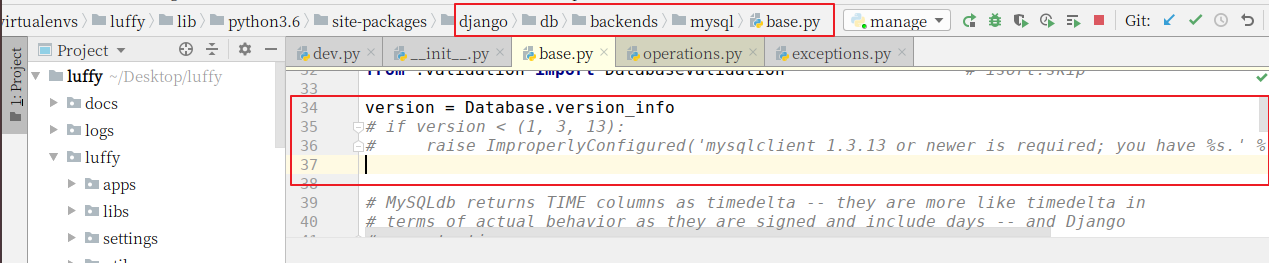 virtualenvs luffy lib python3.6 site-packages django db backends mysql base.py manage Git:
1: Project
Project
dev.py __init__.py base.py operations.py exceptions.py
luffy ~/Desktop/luffy
docs
logs
luffy
apps
libs
settings
32 from .validation import DatabaseValidation # isort:skip
33
34 version = Database.version_info
35 # if version < (1, 3, 13):
36 #     raise ImproperlyConfigured('mysqlclient 1.3.13 or newer is required; you have %s.' %
37
38
39 # MySQLdb returns TIME columns as timedelta -- they are more like timedelta in
40 # terms of actual behavior as they are signed and include days -- and Django